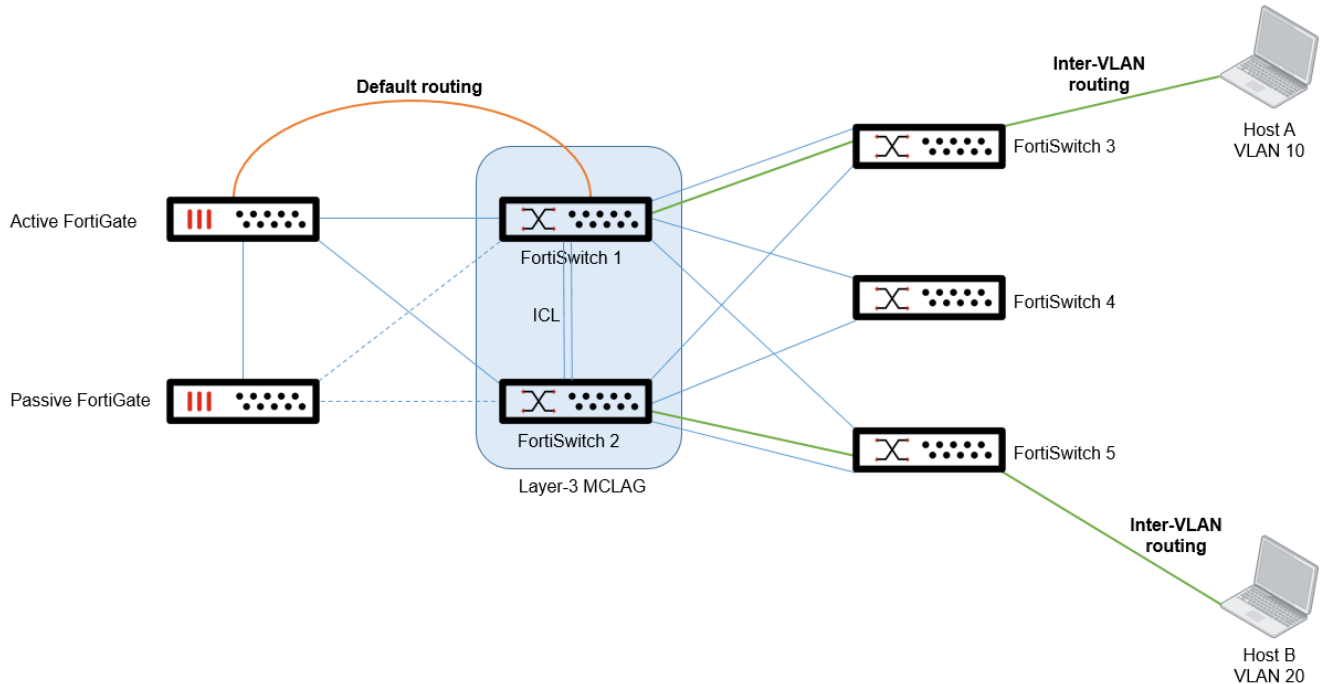 Default routing
Inter-VLAN
routing
Host A
VLAN 10
FortiSwitch 3
Active FortiGate
FortiSwitch 1
ICL
FortiSwitch 4
Passive FortiGate
FortiSwitch 2
Layer-3 MCLAG
FortiSwitch 5
Inter-VLAN
routing
Host B
VLAN 20